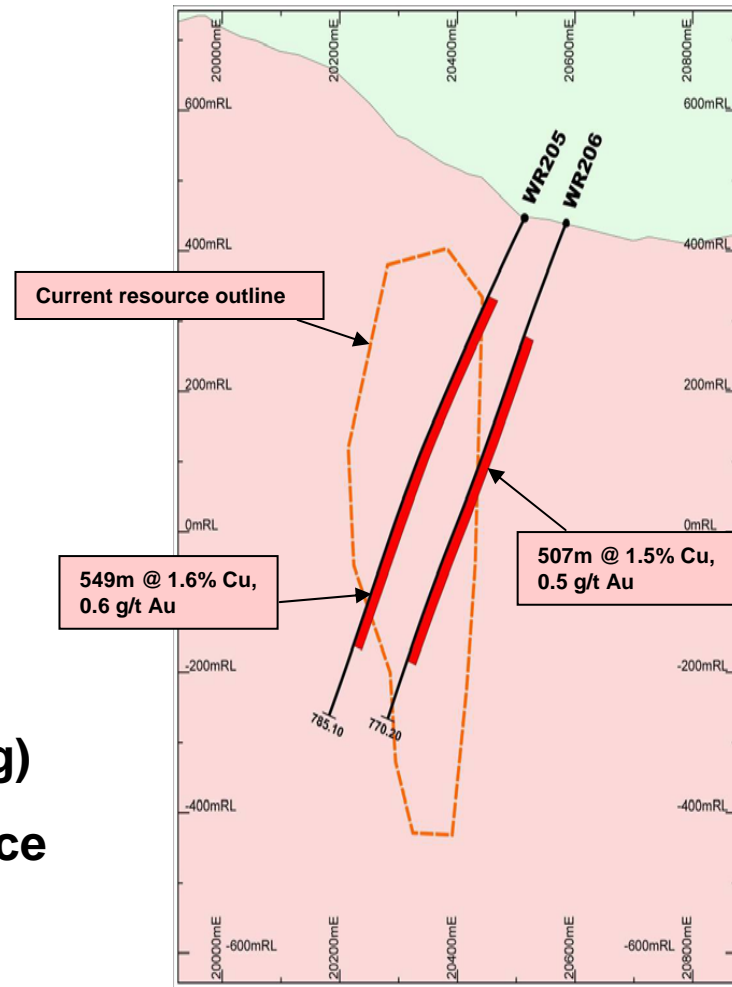 20000mE
20200mE
20400mE
20600mE
20800mE
600mRL
600mRL
WR205
WR206
400mRL
400mRL
Current resource outline
200mRL
200mRL
0mRL
0mRL
549m @ 1.6% Cu,
0.6 g/t Au
507m @ 1.5% Cu,
0.5 g/t Au
-200mRL
-200mRL
785.10
770.20
g)
-400mRL
-400mRL
ce
-600mRL
-600mRL
20000mE
20200mE
20400mE
20600mE
20800mE